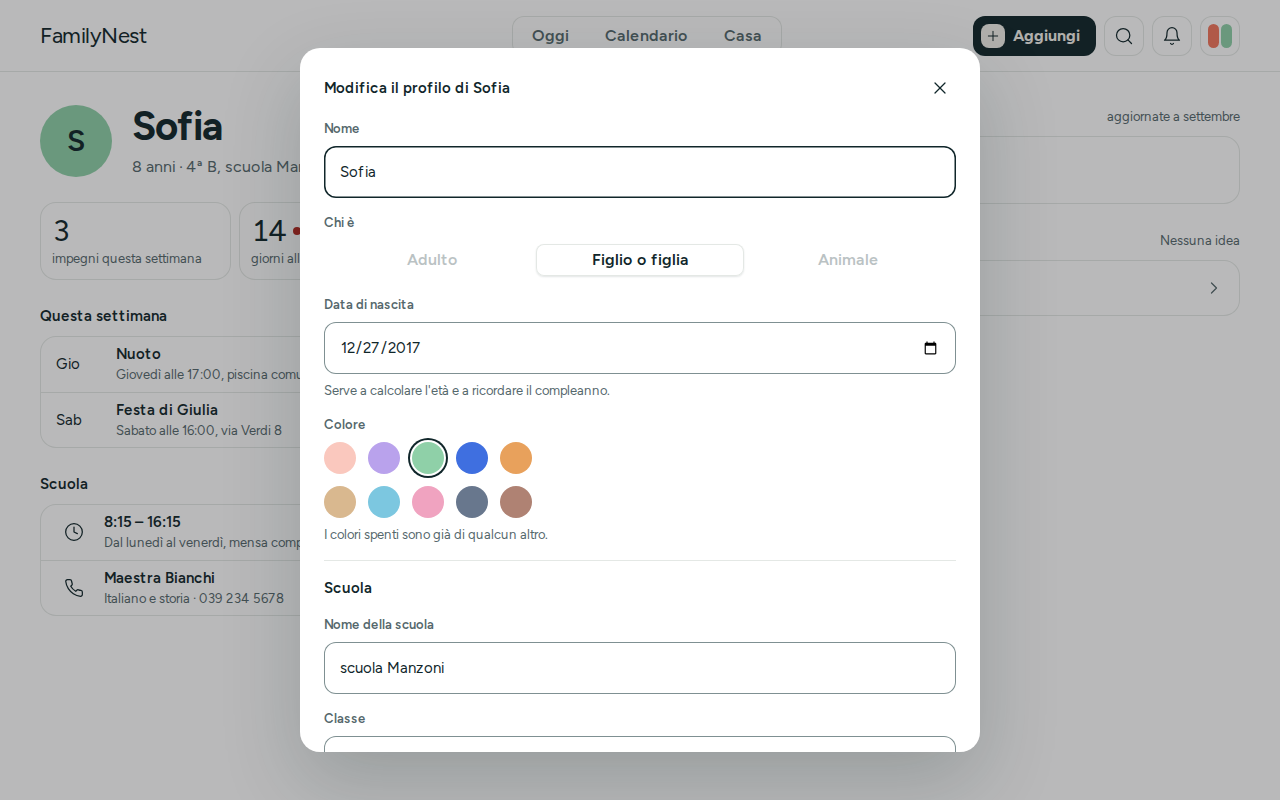 FamilyNest
Oggi
Calendario
Casa
Aggiungi
S
Sofia
8 anni · 4ª B, scuola
aggiornate a settembre
3
impegni questa settimana
14
giorni
Nessuna idea
Questa settimana
Gio
Nuoto
Giovedì alle 17:00, piscina
Sab
Festa di Giulia
Sabato alle 16:00, via Verdi 8
Scuola
8:15 – 16:15
Dal lunedì al venerdì, mensa
Maestra Bianchi
Italiano e storia · 039 234 5678
Modifica il profilo di Sofia
Nome
Sofia
Chi è
Adulto
Figlio o figlia
Animale
Data di nascita
12/27/2017
Serve a calcolare l'età e a ricordare il compleanno.
Colore
I colori spenti sono già di qualcun altro.
Scuola
Nome della scuola
scuola Manzoni
Classe